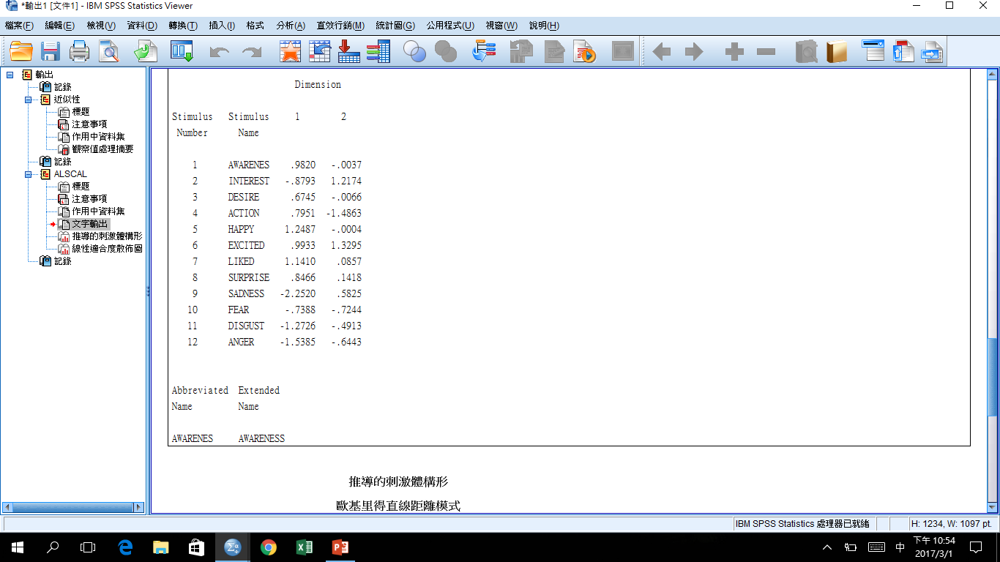 *輸出1 [文件1] - IBM SPSS Statistics Viewer
檔案(F) 編輯(E) 檢視(V) 資料(D) 轉換(T) 插入(I) 格式 分析(A) 直效行銷(M) 統計圖(G) 公用程式(U) 視窗(W) 說明(H)
輸出
記錄
近似性
標題
注意事項
作用中資料集
觀察值處理摘要
記錄
ALSCAL
標題
注意事項
作用中資料集
文字輸出
推導的刺激體構形
線性適合度散佈圖
記錄
Dimension
Stimulus Stimulus 1 2
Number Name
1 AWARENES .9820 -.0037
2 INTEREST -.8793 1.2174
3 DESIRE .6745 -.0066
4 ACTION .7951 -1.4863
5 HAPPY 1.2487 -.0004
6 EXCITED .9933 1.3295
7 LIKED 1.1410 .0857
8 SURPRISE .8466 .1418
9 SADNESS -2.2520 .5825
10 FEAR -.7388 -.7244
11 DISGUST -1.2726 -.4913
12 ANGER -1.5385 -.6443
Abbreviated Extended
Name Name
AWARENES AWARENESS
推導的刺激體構形
歐基里得直線距離模式
IBM SPSS Statistics 處理器已就緒 H: 1234, W: 1097 pt.
中 下午 10:54
2017/3/1